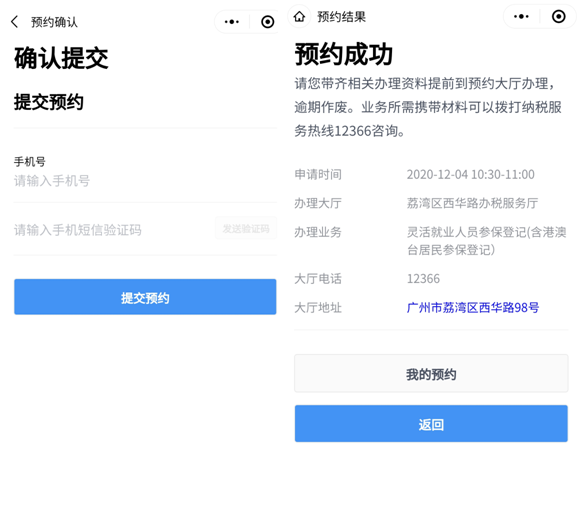 预约确认
确认提交
提交预约
手机号
请输入手机号
请输入手机短信验证码
发送验证码
提交预约
预约结果
预约成功
请您带齐相关办理资料提前到预约大厅办理，
逾期作废。业务所需携带材料可以拨打纳税服
务热线12366咨询。
申请时间 2020-12-04 10:30-11:00
办理大厅 荔湾区西华路办税服务厅
办理业务 灵活就业人员参保登记(含港澳
台居民参保登记）
大厅电话 12366
大厅地址 广州市荔湾区西华路98号
我的预约
返回